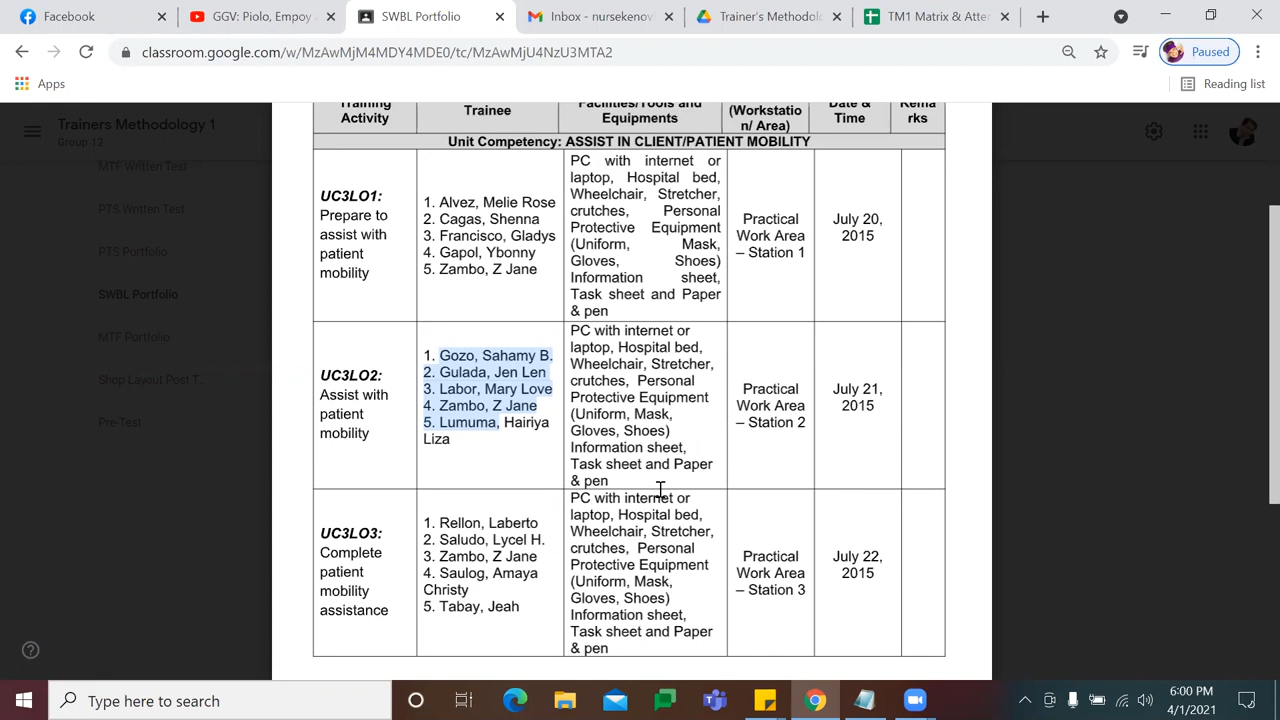 Facebook
GGV: Piolo, Empoy
SWBL Portfolio
Inbox - nursekenov
Trainer's Methodol
TM1 Matrix & Atter
classroom.google.com/w/MzAwMjM4MDY4MDE0/tc/MzAwMjU4NzU3MTA2
Paused
Apps
Reading list
Trainers Methodology 1
Group 12
MTF Written Test
PTS Written Test
PTS Portfolio
SWBL Portfolio
MTF Portfolio
Shop Layout Post T...
Pre-Test
Training
Activity
Trainee
Facilities/Tools and
Equipments
(Workstatio
n/ Area)
Date &
Time
Rema
rks
Unit Competency: ASSIST IN CLIENT/PATIENT MOBILITY
UC3LO1:
Prepare to
assist with
patient
mobility
1. Alvez, Melie Rose
2. Cagas, Shenna
3. Francisco, Gladys
4. Gapol, Ybonny
5. Zambo, Z Jane
PC with internet or
laptop, Hospital bed,
Wheelchair, Stretcher,
crutches, Personal
Protective Equipment
(Uniform, Mask,
Gloves, Shoes)
Information sheet,
Task sheet and Paper
& pen
Practical
Work Area
– Station 1
July 20,
2015
UC3LO2:
Assist with
patient
mobility
1. Gozo, Sahamy B.
2. Gulada, Jen Len
3. Labor, Mary Love
4. Zambo, Z Jane
5. Lumuma, Hairiya
Liza
PC with internet or
laptop, Hospital bed,
Wheelchair, Stretcher,
crutches, Personal
Protective Equipment
(Uniform, Mask,
Gloves, Shoes)
Information sheet,
Task sheet and Paper
& pen
Practical
Work Area
– Station 2
July 21,
2015
UC3LO3:
Complete
patient
mobility
assistance
1. Rellon, Laberto
2. Saludo, Lycel H.
3. Zambo, Z Jane
4. Saulog, Amaya
Christy
5. Tabay, Jeah
PC with internet or
laptop, Hospital bed,
Wheelchair, Stretcher,
crutches, Personal
Protective Equipment
(Uniform, Mask,
Gloves, Shoes)
Information sheet,
Task sheet and Paper
& pen
Practical
Work Area
– Station 3
July 22,
2015
Type here to search
6:00 PM
4/1/2021